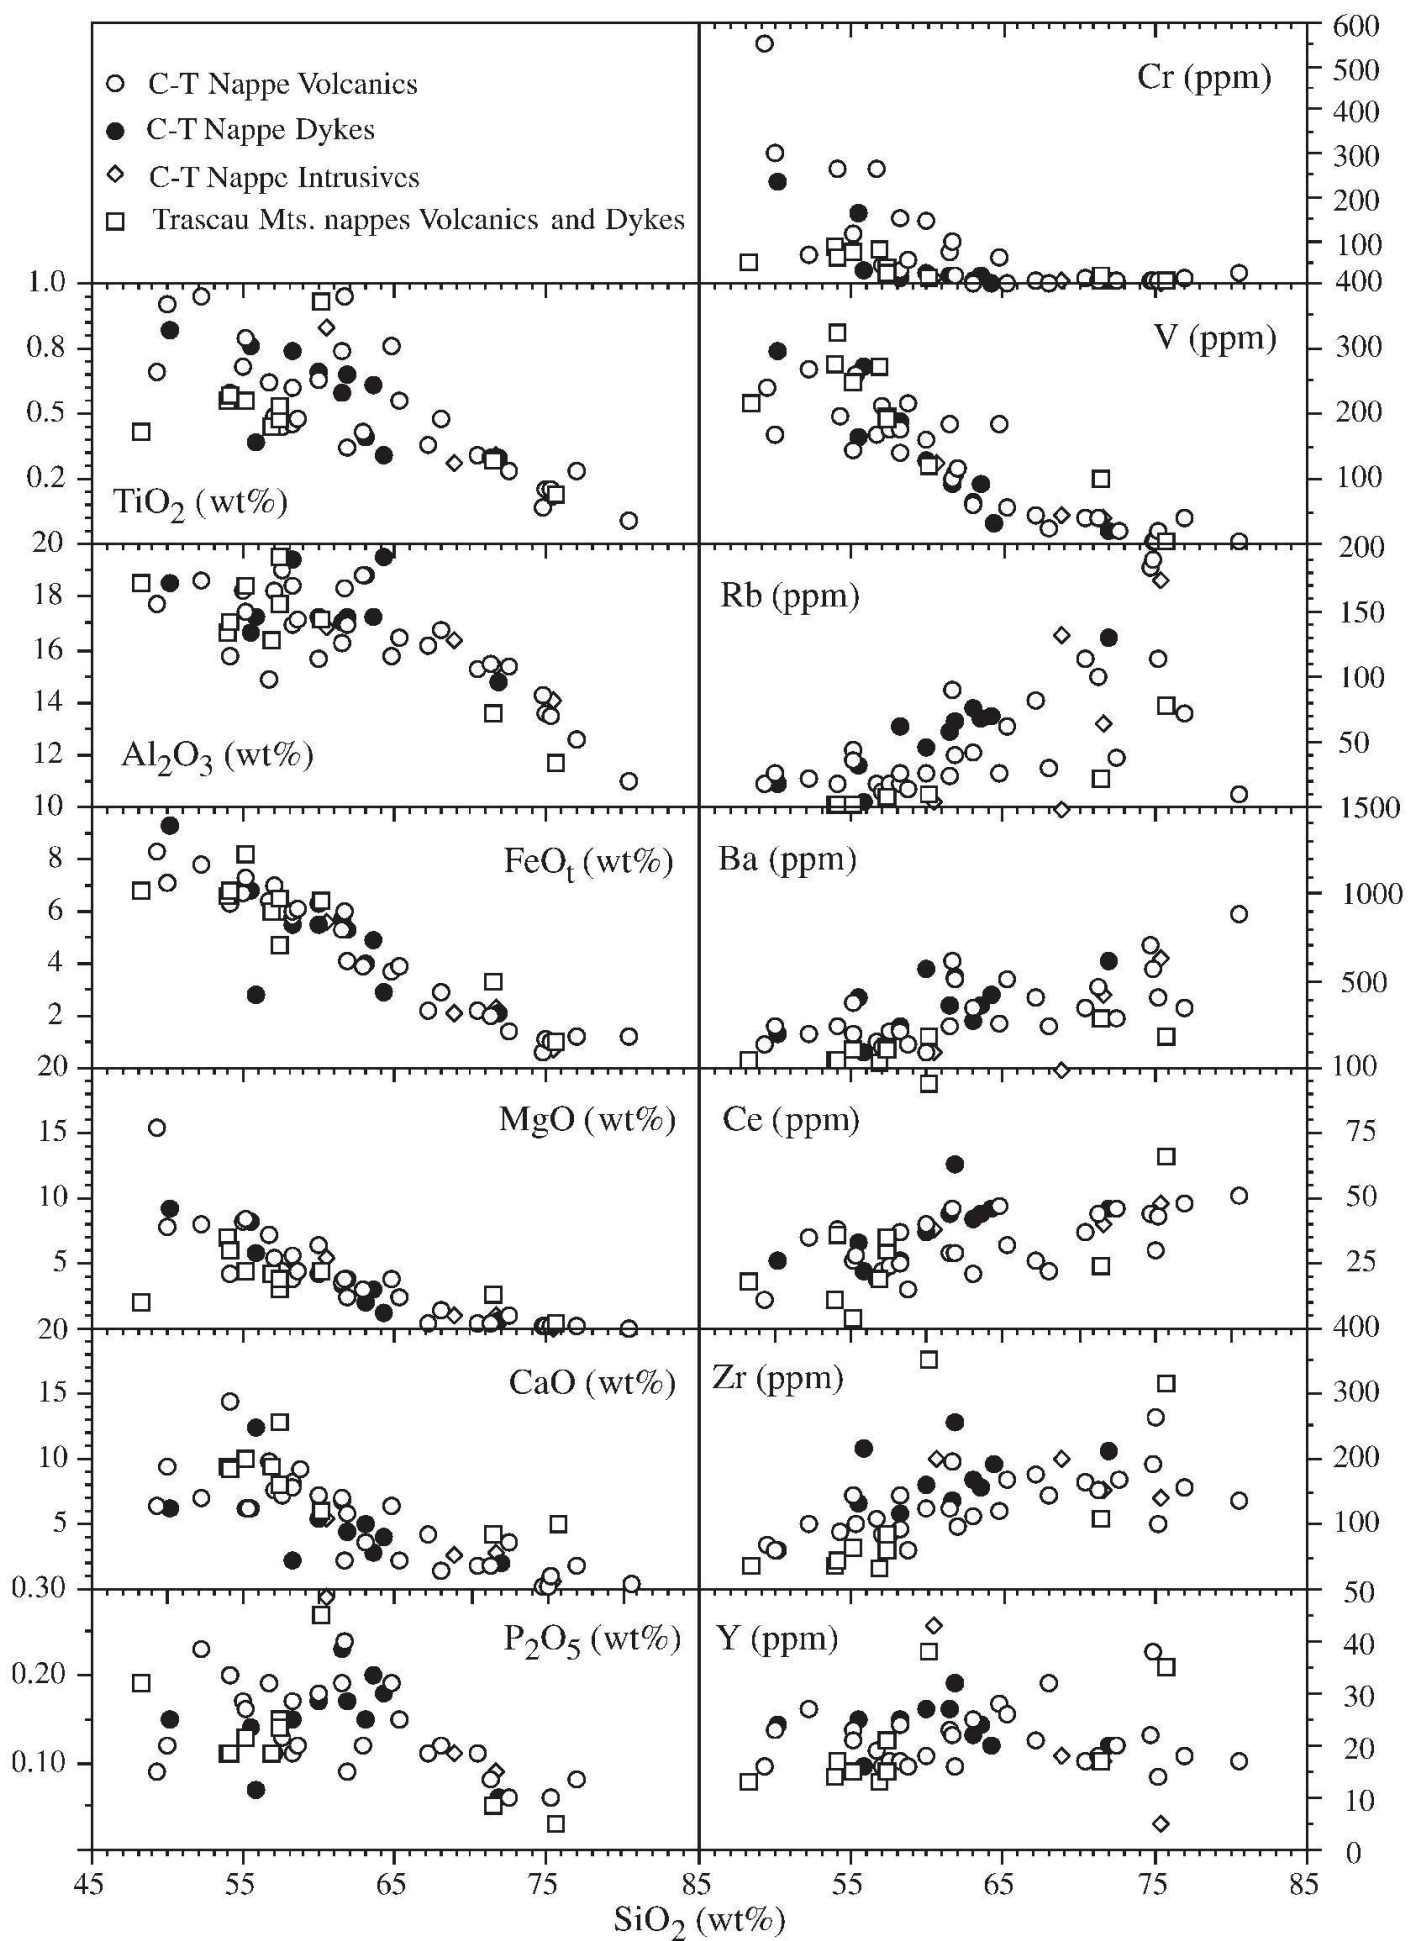 C-T Nappe Volcanics
C-T Nappe Dykes
C-T Nappe Intrusives
Trascau Mts. nappes Volcanics and Dykes
1.0
0.8
0.5
0.2
TiO2 (wt%)
20
18
16
14
12
Al2O3 (wt%)
10
8
6
4
2
FeOt (wt%)
20
15
10
5
MgO (wt%)
20
15
10
5
CaO (wt%)
0.30
0.20
0.10
P2O5 (wt%)
Cr (ppm)
600
500
400
300
200
100
400
V (ppm)
300
200
100
200
Rb (ppm)
150
100
50
1500
Ba (ppm)
1000
500
100
Ce (ppm)
75
50
25
400
Zr (ppm)
300
200
100
50
Y (ppm)
40
30
20
10
0
45 55 65 75 85 55 65 75 85
SiO2 (wt%)